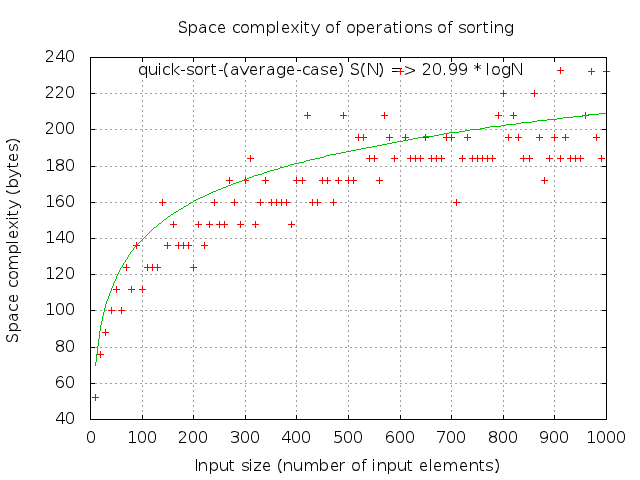 Space complexity of operations of sorting
quick-sort-(average-case) S(N) => 20.99 * logN
Space complexity (bytes)
240
220
200
180
160
140
120
100
80
60
40
0 100 200 300 400 500 600 700 800 900 1000
Input size (number of input elements)